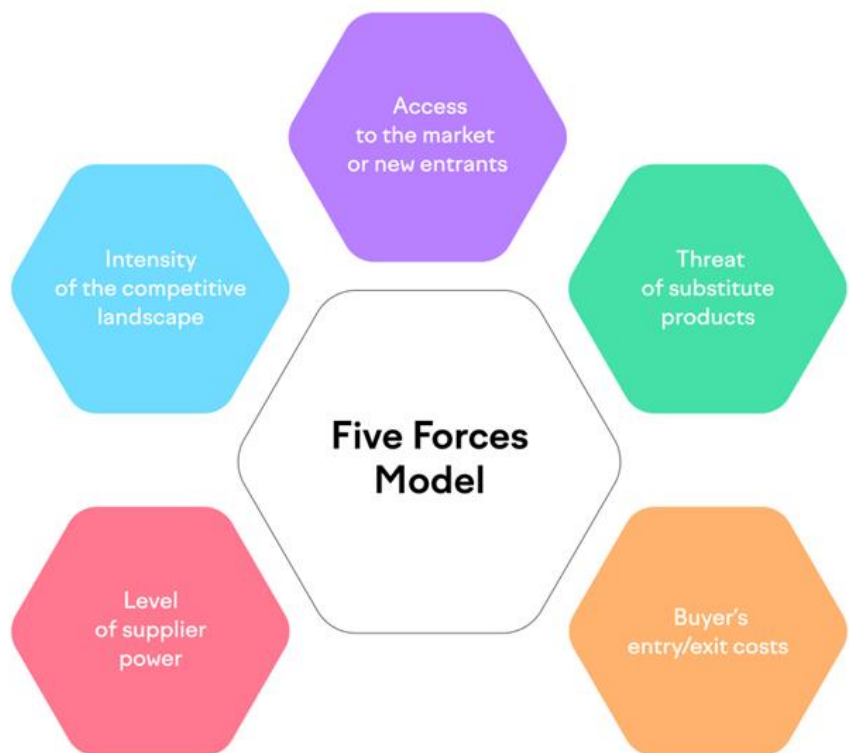 Access
to the market
or new entrants
Intensity
of the competitive
landscape
Threat
of substitute
products
Five Forces
Model
Level
of supplier
power
Buyer's
entry/exit costs